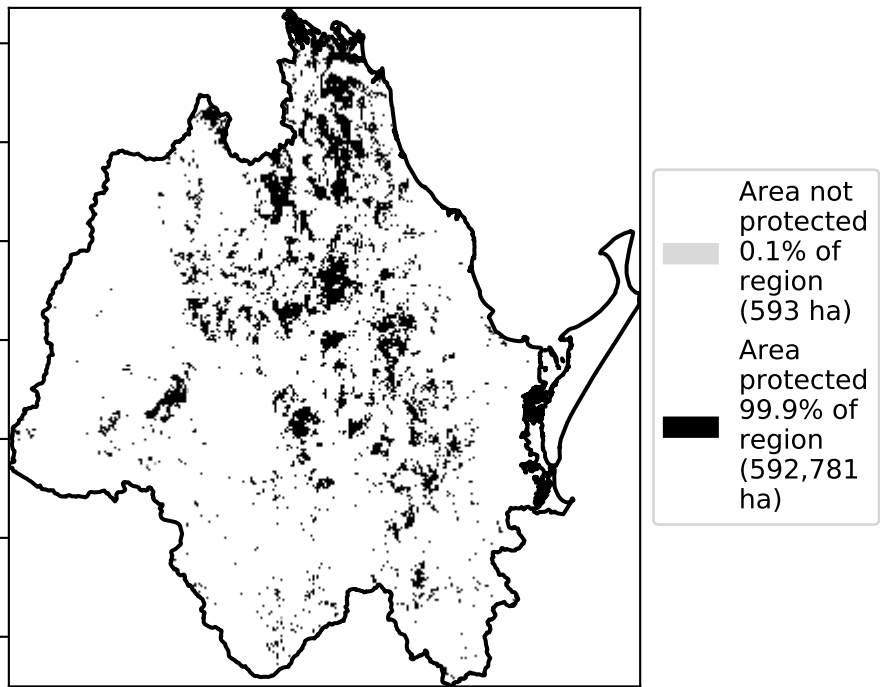 Area not
protected
0.1% of
region
(593 ha)
Area
protected
99.9% of
region
(592,781
ha)